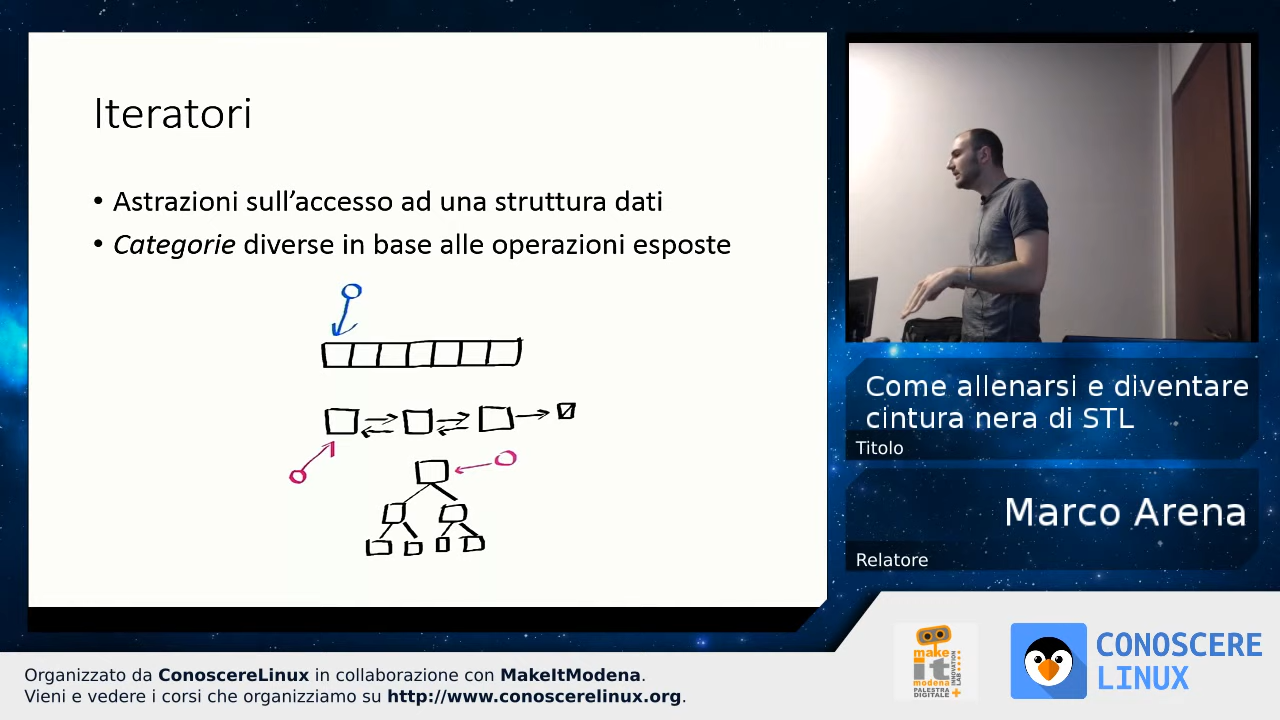 Iteratori
• Astrazioni sull'accesso ad una struttura dati
• Categorie diverse in base alle operazioni esposte
Come allenarsi e diventare
cintura nera di STL
Titolo
Marco Arena
Relatore
make
it
modena
PALESTRA
DIGITALE
INNOVATION
LAB
CONOSCERE
LINUX
Organizzato da ConoscereLinux in collaborazione con MakeItModena.
Vieni e vedere i corsi che organizziamo su http://www.conoscerelinux.org.